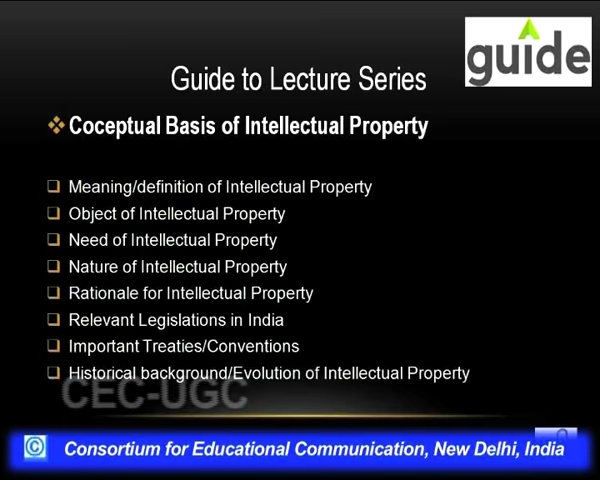 guide
Guide to Lecture Series
Coceptual Basis of Intellectual Property
Meaning/definition of Intellectual Property
Object of Intellectual Property
Need of Intellectual Property
Nature of Intellectual Property
Rationale for Intellectual Property
Relevant Legislations in India
Important Treaties/Conventions
Historical background/Evolution of Intellectual Property
CEC-UGC
© Consortium for Educational Communication, New Delhi, India